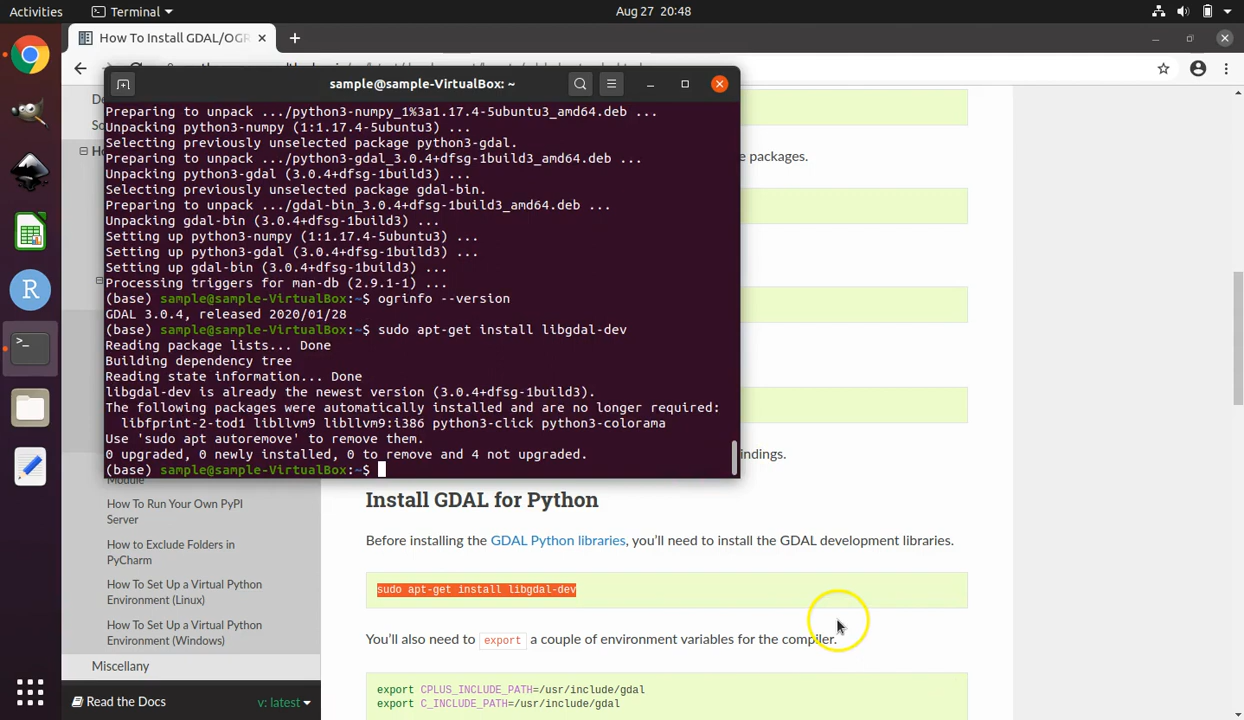 Activities
Terminal
Aug 27 20:48
How To Install GDAL/OGR
sample@sample-VirtualBox: ~
Preparing to unpack .../python3-numpy_1%3a1.17.4-5ubuntu3_amd64.deb ...
Unpacking python3-numpy (1:1.17.4-5ubuntu3) ...
Selecting previously unselected package python3-gdal.
Preparing to unpack .../python3-gdal_3.0.4+dfsg-1build3_amd64.deb ...
Unpacking python3-gdal (3.0.4+dfsg-1build3) ...
Selecting previously unselected package gdal-bin.
Preparing to unpack .../gdal-bin_3.0.4+dfsg-1build3_amd64.deb ...
Unpacking gdal-bin (3.0.4+dfsg-1build3) ...
Setting up python3-numpy (1:1.17.4-5ubuntu3) ...
Setting up python3-gdal (3.0.4+dfsg-1build3) ...
Setting up gdal-bin (3.0.4+dfsg-1build3) ...
Processing triggers for man-db (2.9.1-1) ...
(base) sample@sample-VirtualBox:~$ ogrinfo --version
GDAL 3.0.4, released 2020/01/28
(base) sample@sample-VirtualBox:~$ sudo apt-get install libgdal-dev
Reading package lists... Done
Building dependency tree
Reading state information... Done
libgdal-dev is already the newest version (3.0.4+dfsg-1build3).
The following packages were automatically installed and are no longer required:
libfprint-2-tod1 libllvm9 libllvm9:i386 python3-click python3-colorama
Use 'sudo apt autoremove' to remove them.
0 upgraded, 0 newly installed, 0 to remove and 4 not upgraded.
(base) sample@sample-VirtualBox:~$
e packages.
indings.
Module
How To Run Your Own PyPI
Server
How to Exclude Folders in
PyCharm
How To Set Up a Virtual Python
Environment (Linux)
How To Set Up a Virtual Python
Environment (Windows)
Miscellany
Read the Docs
v: latest
Install GDAL for Python
Before installing the GDAL Python libraries, you'll need to install the GDAL development libraries.
sudo apt-get install libgdal-dev
You'll also need to export a couple of environment variables for the compiler.
export CPLUS_INCLUDE_PATH=/usr/include/gdal
export C_INCLUDE_PATH=/usr/include/gdal